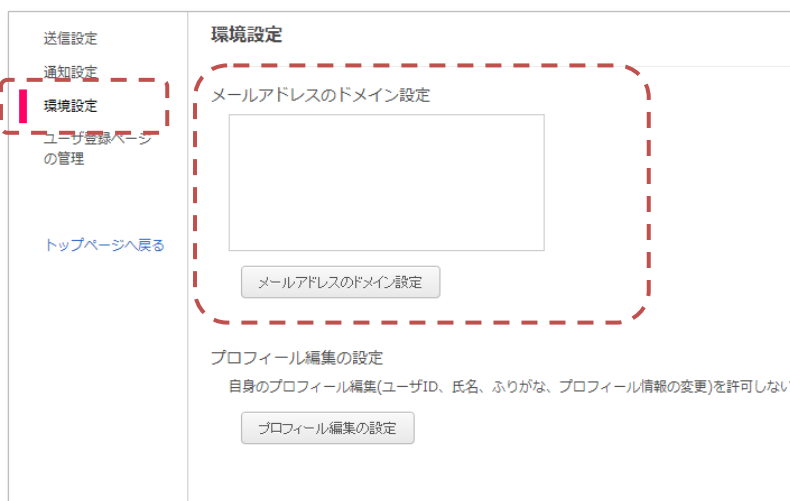 送信設定
通知設定
環境設定
ユーザ登録ページ
の管理
トップページへ戻る
環境設定
メールアドレスのドメイン設定
メールアドレスのドメイン設定
プロフィール編集の設定
自身のプロフィール編集(ユーザID、氏名、ふりがな、プロフィール情報の変更)を許可しない
プロフィール編集の設定